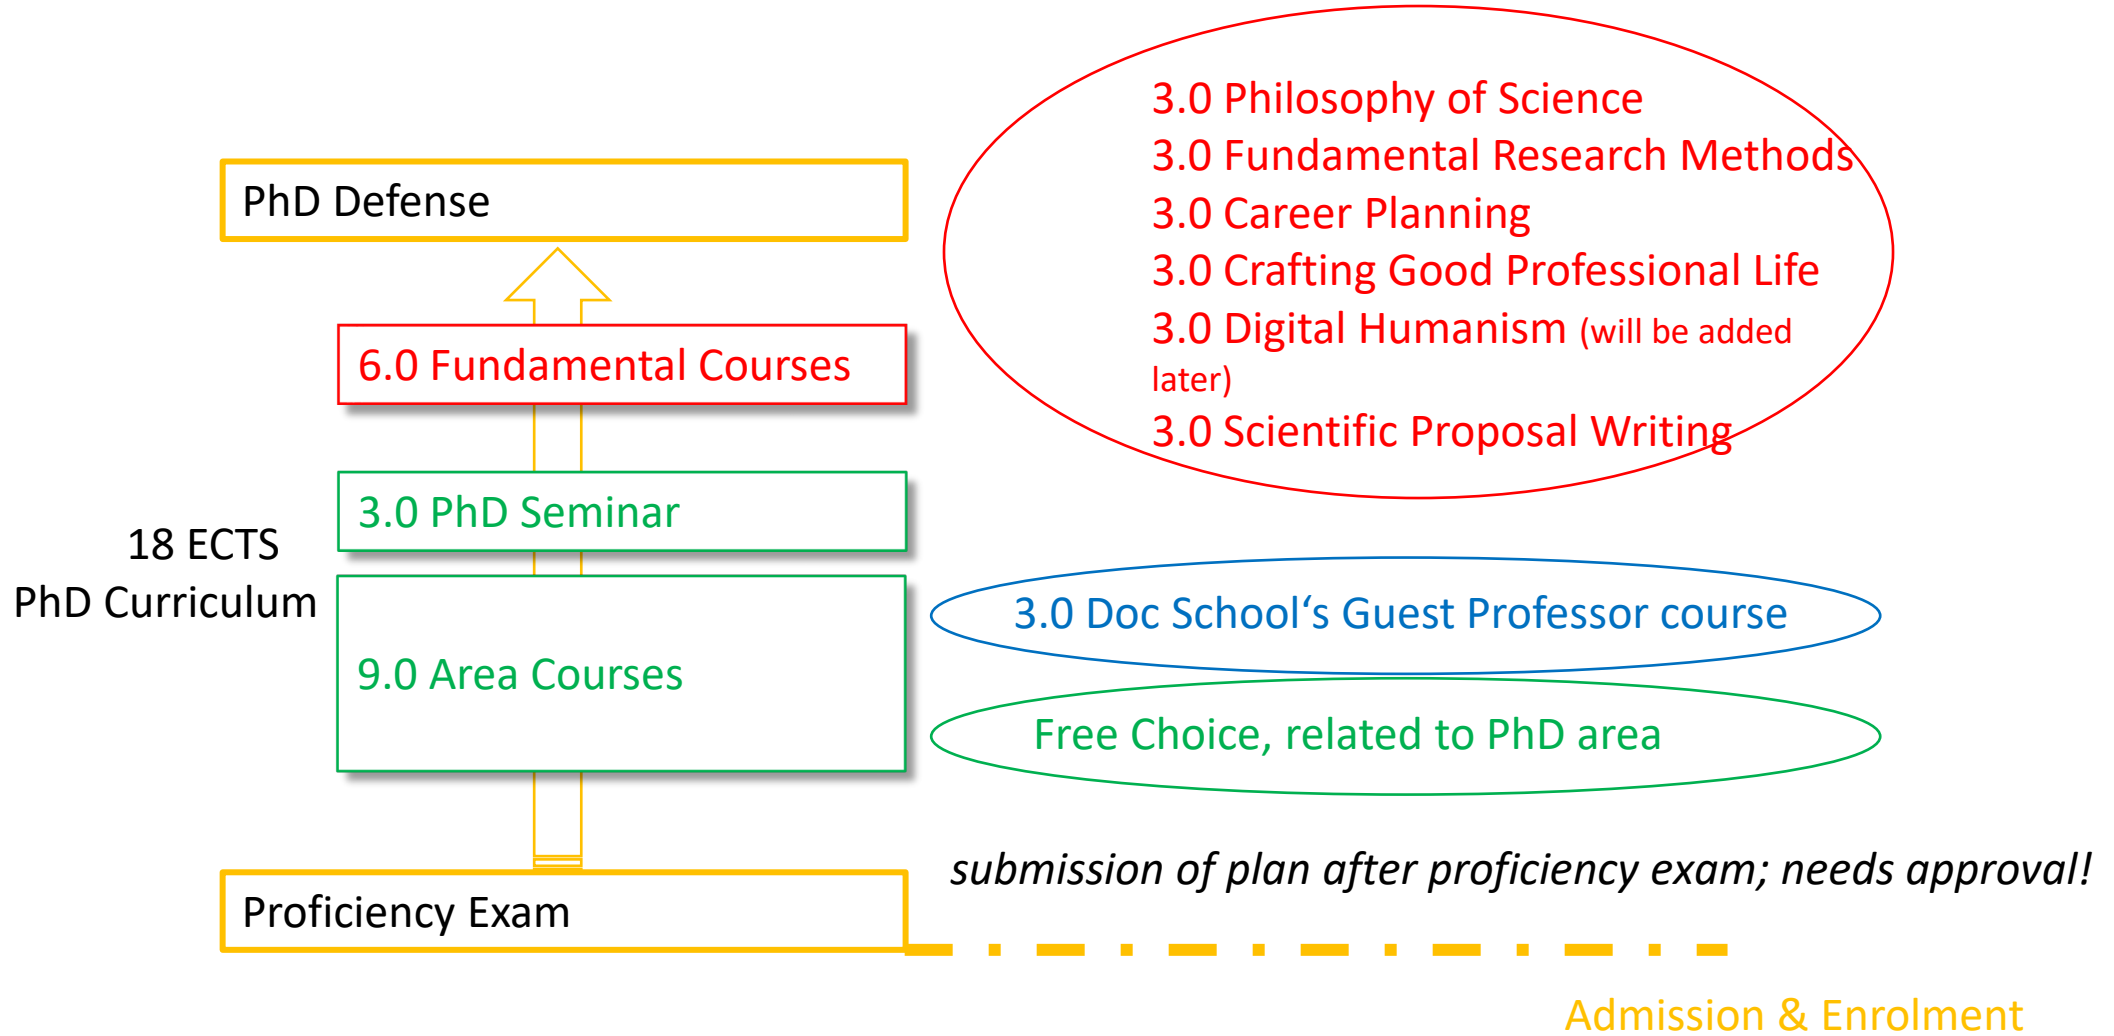 3.0 Philosophy of Science
3.0 Fundamental Research Methods
3.0 Career Planning
3.0 Crafting Good Professional Life
3.0 Digital Humanism (will be added
later)
3.0 Scientific Proposal Writing
PhD Defense
6.0 Fundamental Courses
3.0 PhD Seminar
18 ECTS
PhD Curriculum
9.0 Area Courses
3.0 Doc School‘s Guest Professor course
Free Choice, related to PhD area
submission of plan after proficiency exam; needs approval!
Proficiency Exam
Admission & Enrolment